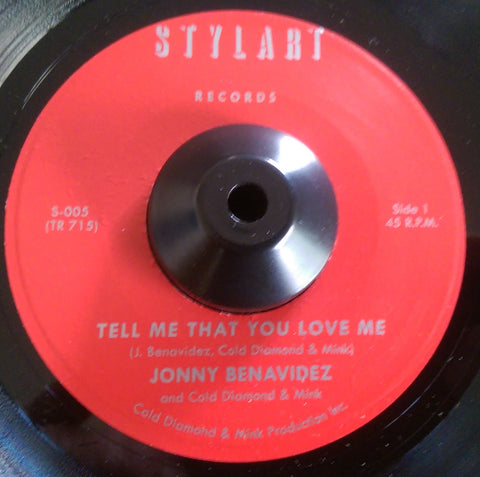 STYLART
RECORDS
S-005
(TR 715)
Side 1
45 R.P.M.
TELL ME THAT YOU LOVE ME
(J. Benavidez, Cold Diamond & Mink)
JONNY BENAVIDEZ
and Cold Diamond & Mink
Cold Diamond & Mink Production Inc.